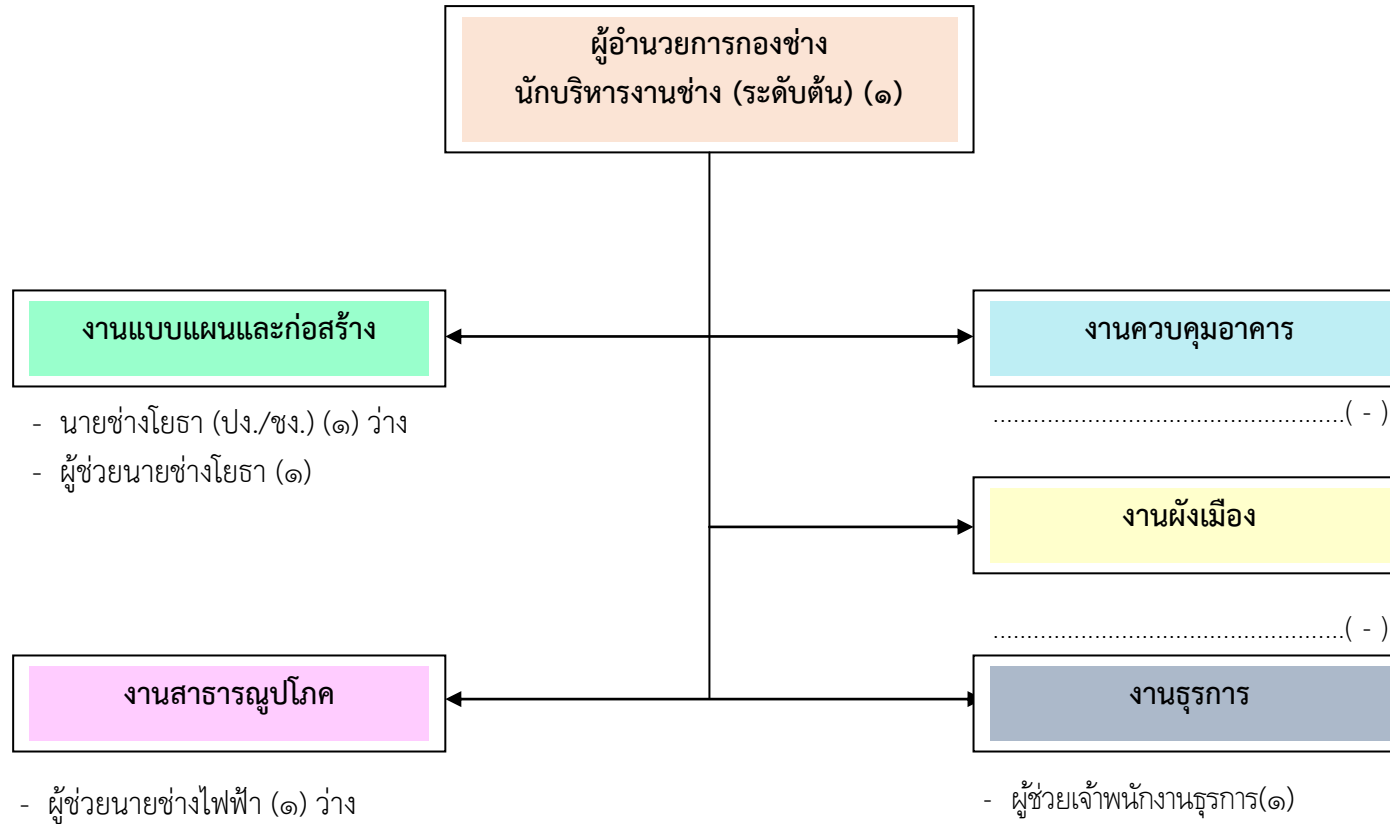 ผู้อำนวยการกองช่าง
นักบริหารงานช่าง (ระดับต้น) (๑)
งานแบบแผนและก่อสร้าง
- นายช่างโยธา (ปง./ชง.) (๑) ว่าง
- ผู้ช่วยนายช่างโยธา (๑)
งานควบคุมอาคาร
....................................................( - )
งานผังเมือง
....................................................( - )
งานสาธารณูปโภค
- ผู้ช่วยนายช่างไฟฟ้า (๑) ว่าง
งานธุรการ
- ผู้ช่วยเจ้าพนักงานธุรการ(๑)